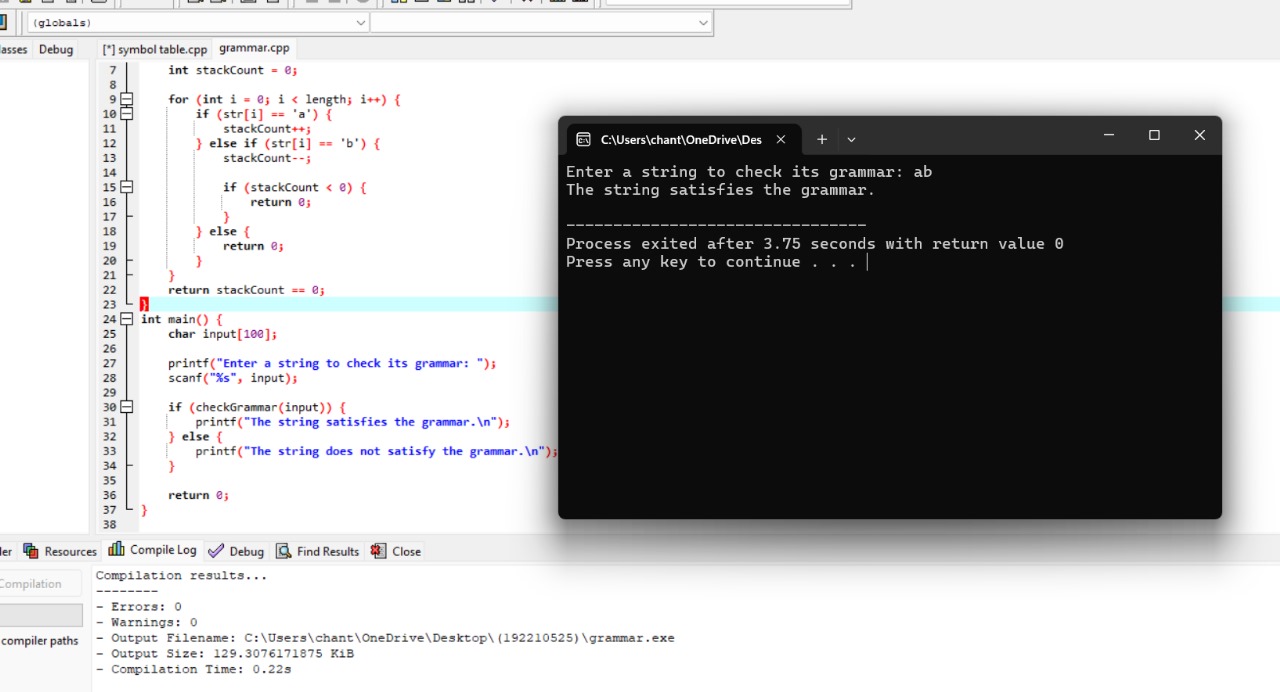 (globals)
asses Debug [*] symbol table.cpp grammar.cpp
7 int stackCount = 0;
8
9 for (int i = 0; i < length; i++) {
10 if (str[i] == 'a') {
11 stackCount++;
12 } else if (str[i] == 'b') {
13 stackCount--;
14
15 if (stackCount < 0) {
16 return 0;
17 }
18 } else {
19 return 0;
20 }
21 }
22 return stackCount == 0;
23 }
24 int main() {
25 char input[100];
26
27 printf("Enter a string to check its grammar: ");
28 scanf("%s", input);
29
30 if (checkGrammar(input)) {
31 printf("The string satisfies the grammar.\n");
32 } else {
33 printf("The string does not satisfy the grammar.\n");
34 }
35
36 return 0;
37 }
38
C:\Users\chant\OneDrive\Des
Enter a string to check its grammar: ab
The string satisfies the grammar.
--------------------------------
Process exited after 3.75 seconds with return value 0
Press any key to continue . . .
ler Resources Compile Log Debug Find Results Close
Compilation
compiler paths
Compilation results...
--------
- Errors: 0
- Warnings: 0
- Output Filename: C:\Users\chant\OneDrive\Desktop\(192210525)\grammar.exe
- Output Size: 129.3076171875 KiB
- Compilation Time: 0.22s